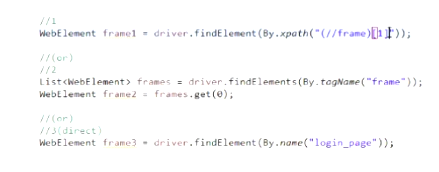 //1
WebElement frame1 = driver.findElement(By.xpath("(//frame)[1]"));
//(or)
//2
List<WebElement> frames = driver.findElements(By.tagName("frame"));
WebElement frame2 = frames.get(0);
//(or)
//3(direct)
WebElement frame3 = driver.findElement(By.name("login_page"));